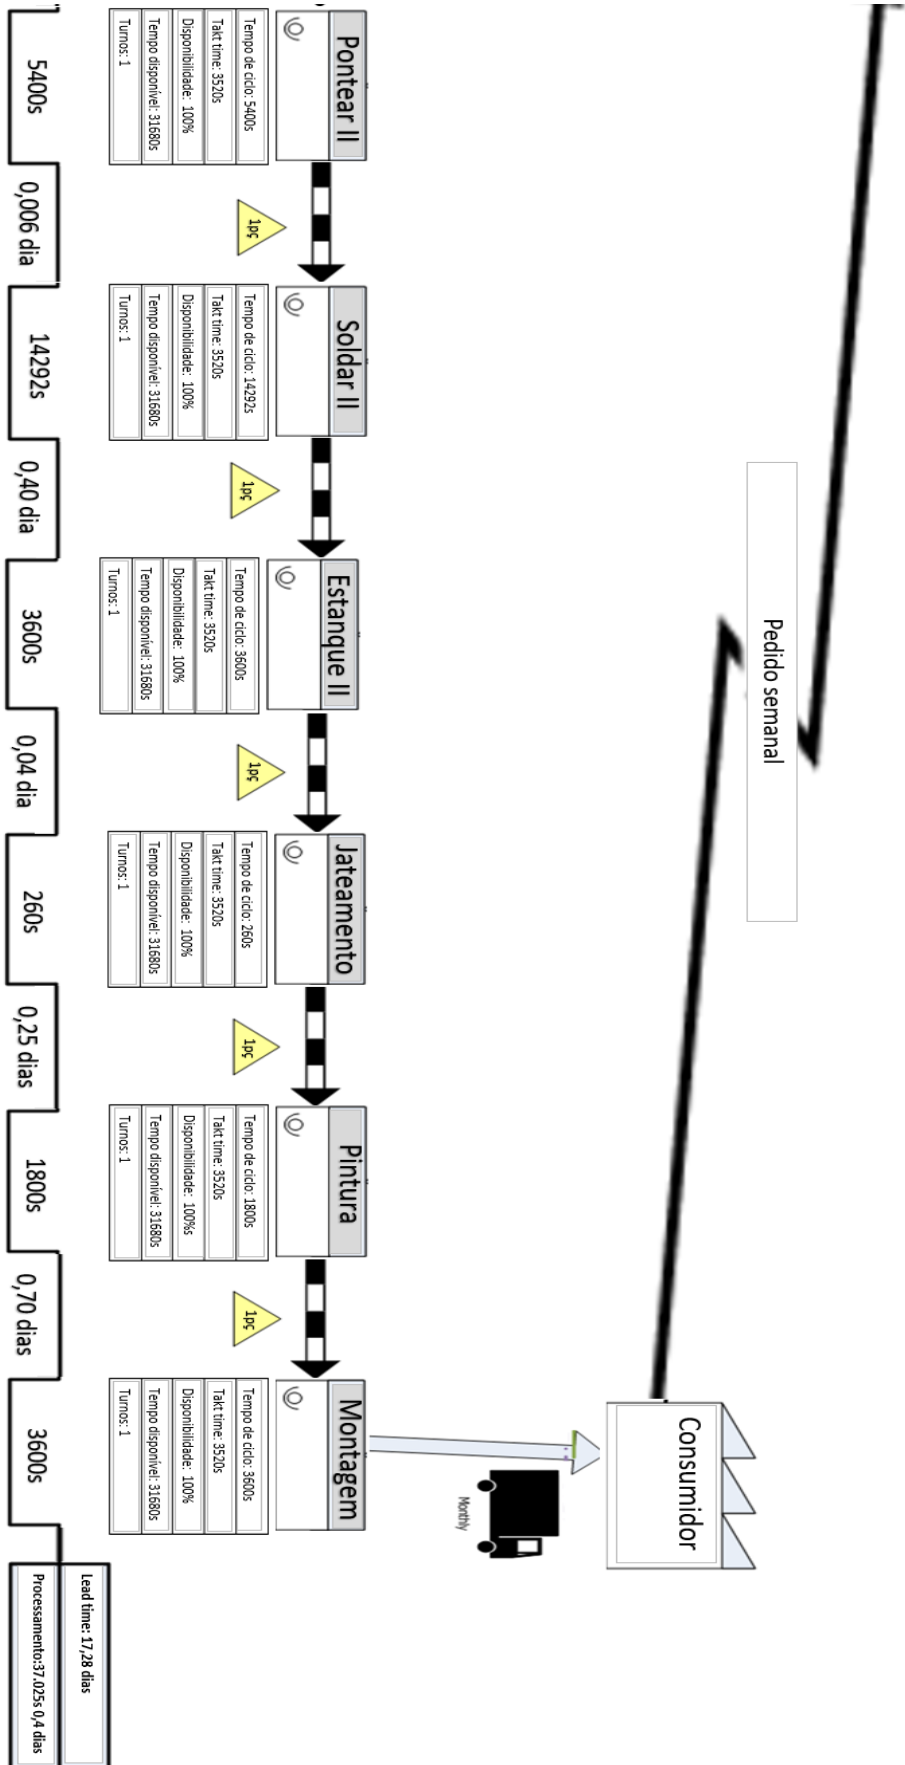 Pedido semanal
Consumidor
Monthly
Pontear II
Tempo de ciclo: 5400s
Takt time: 3520s
Disponibilidade: 100%
Tempo disponível: 31680s
Turnos: 1
1pç
Soldar II
Tempo de ciclo: 14292s
Takt time: 3520s
Disponibilidade: 100%
Tempo disponível: 31680s
Turnos: 1
1pç
Estanque II
Tempo de ciclo: 3600s
Takt time: 3520s
Disponibilidade: 100%
Tempo disponível: 31680s
Turnos: 1
1pç
Jateamento
Tempo de ciclo: 260s
Takt time: 3520s
Disponibilidade: 100%
Tempo disponível: 31680s
Turnos: 1
1pç
Pintura
Tempo de ciclo: 1800s
Takt time: 3520s
Disponibilidade: 100%s
Tempo disponível: 31680s
Turnos: 1
1pç
Montagem
Tempo de ciclo: 3600s
Takt time: 3520s
Disponibilidade: 100%
Tempo disponível: 31680s
Turnos: 1
5400s
0,006 dia
14292s
0,40 dia
3600s
0,04 dia
260s
0,25 dias
1800s
0,70 dias
3600s
Lead time: 17,28 dias
Processamento:37.025s 0,4 dias